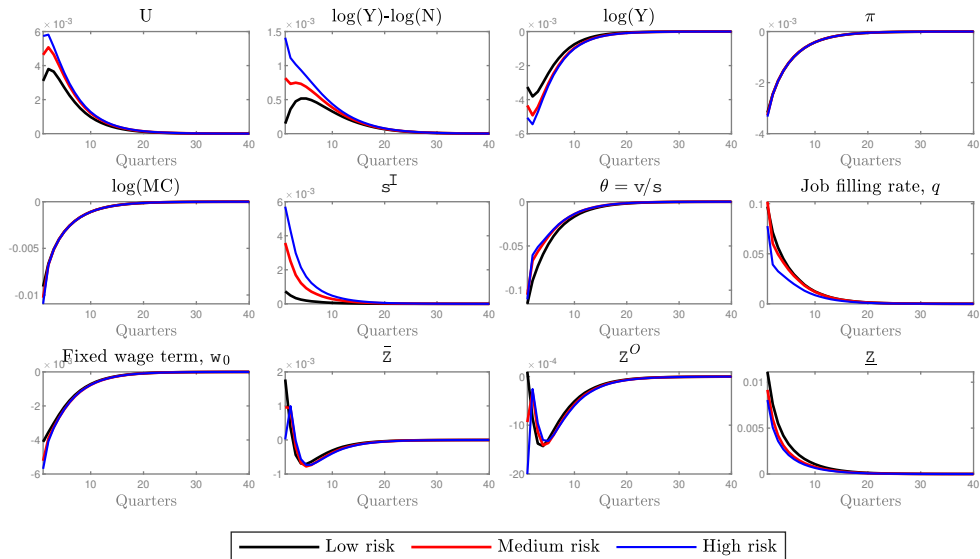 U
× 10⁻³
6
4
2
0
10 20 30 40
Quarters
log(Y)-log(N)
× 10⁻³
1.5
1
0.5
0
10 20 30 40
Quarters
log(Y)
× 10⁻³
0
-2
-4
-6
10 20 30 40
Quarters
π
× 10⁻³
0
-2
-4
10 20 30 40
Quarters
log(MC)
0
-0.005
-0.01
10 20 30 40
Quarters
s^I
× 10⁻³
6
4
2
0
10 20 30 40
Quarters
θ = v/s
0
-0.05
-0.1
10 20 30 40
Quarters
Job filling rate, q
0.1
0.05
0
10 20 30 40
Quarters
Fixed wage term, w₀
× 10⁻³
0
-2
-4
-6
10 20 30 40
Quarters
z̄
× 10⁻³
2
1
0
-1
10 20 30 40
Quarters
z^O
× 10⁻⁴
0
-10
-20
10 20 30 40
Quarters
z̲
0.01
0.005
0
10 20 30 40
Quarters
Low risk Medium risk High risk